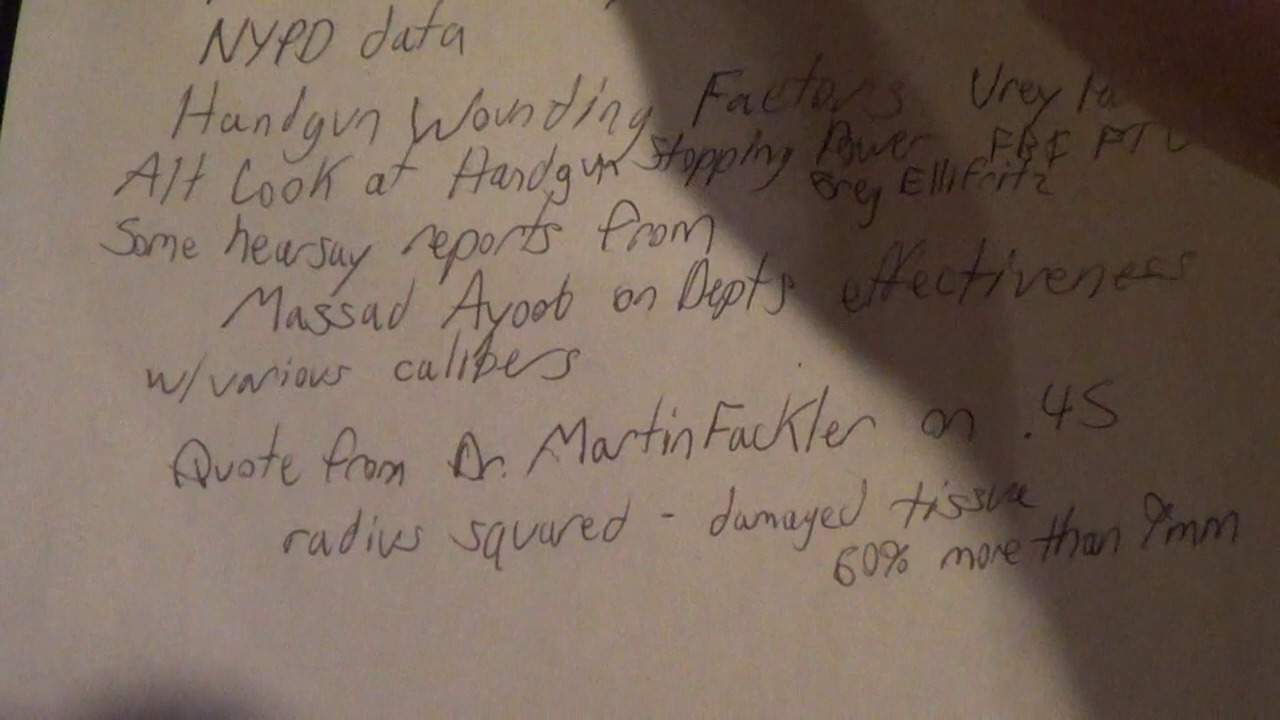 NYPD data
Handgun Wounding Factors Urey
Alt Look at Handgun Stopping Power FBI FTU
Greg Ellifritz
Some hearsay reports from
Massad Ayoob on Depts effectiveness
w/various calibers
Quote from Dr. Martin Fackler on .45
radius squared - damaged tissue
60% more than 9mm